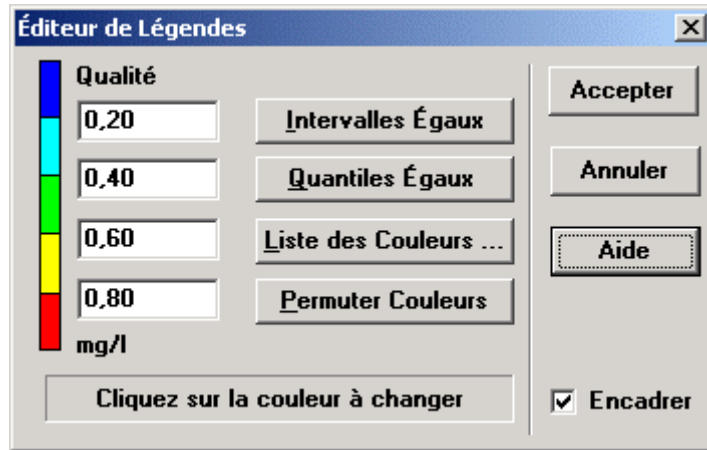 Éditeur de Légendes
Qualité
0,20
Intervalles Égaux
0,40
Quantiles Égaux
0,60
Liste des Couleurs ...
0,80
Permuter Couleurs
mg/l
Cliquez sur la couleur à changer
Accepter
Annuler
Aide
Encadrer